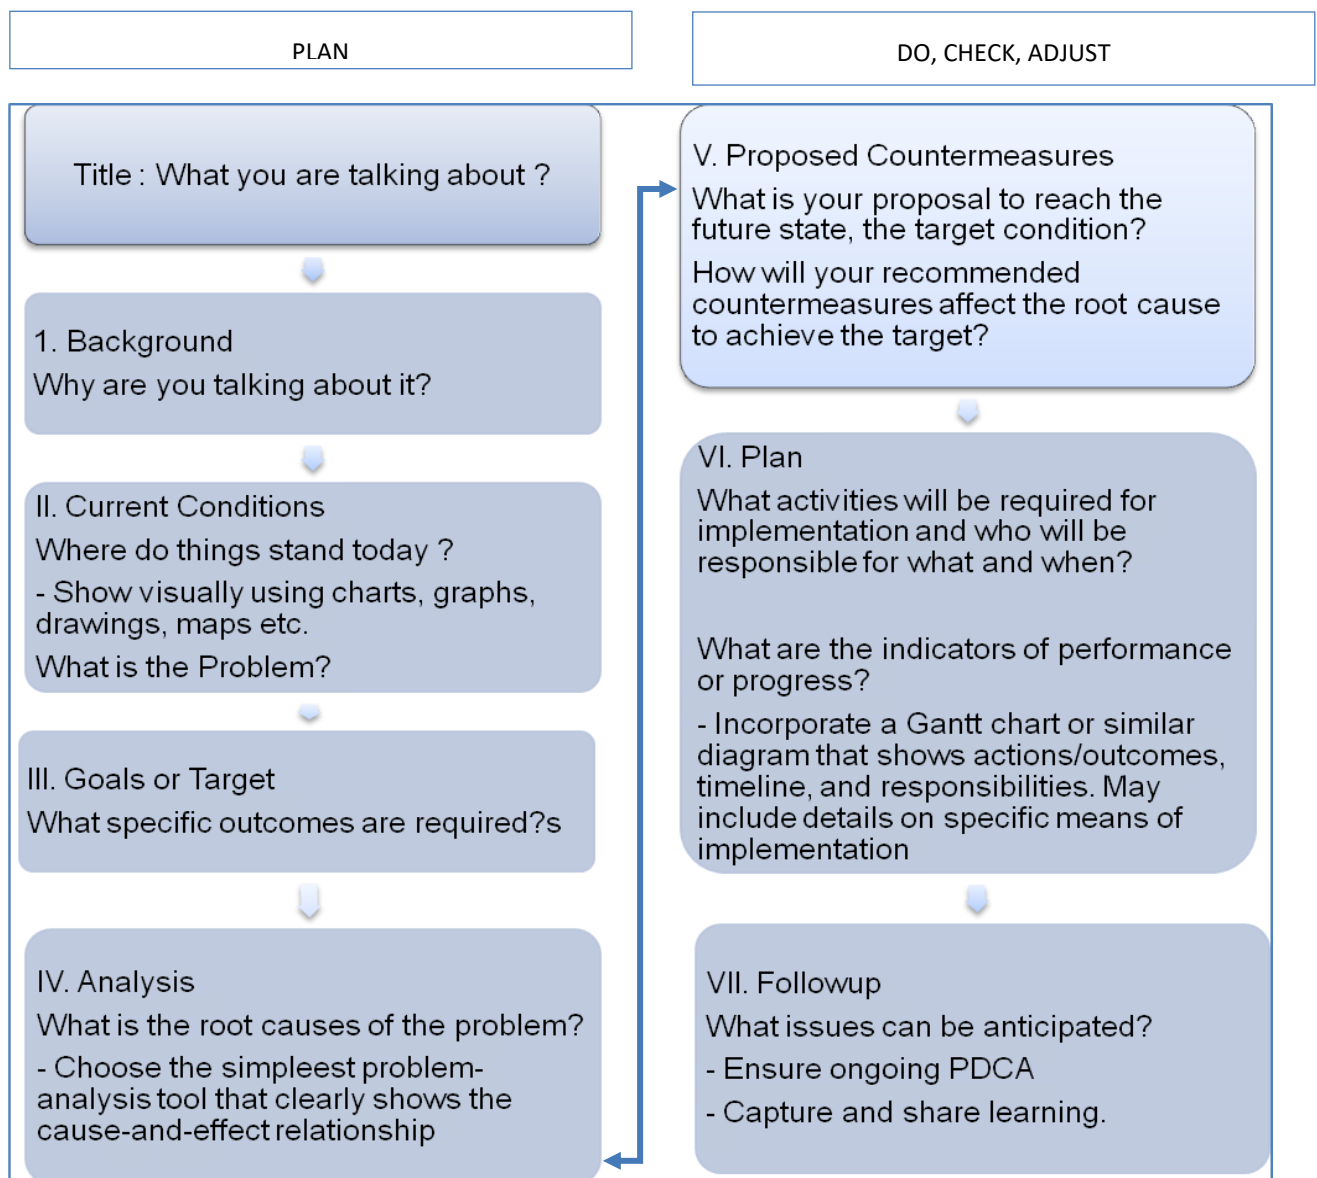 PLAN
DO, CHECK, ADJUST
Title : What you are talking about ?
1. Background
Why are you talking about it?
II. Current Conditions
Where do things stand today ?
- Show visually using charts, graphs,
drawings, maps etc.
What is the Problem?
III. Goals or Target
What specific outcomes are required?s
IV. Analysis
What is the root causes of the problem?
- Choose the simpleest problem-
analysis tool that clearly shows the
cause-and-effect relationship
V. Proposed Countermeasures
What is your proposal to reach the
future state, the target condition?
How will your recommended
countermeasures affect the root cause
to achieve the target?
VI. Plan
What activities will be required for
implementation and who will be
responsible for what and when?
What are the indicators of performance
or progress?
- Incorporate a Gantt chart or similar
diagram that shows actions/outcomes,
timeline, and responsibilities. May
include details on specific means of
implementation
VII. Followup
What issues can be anticipated?
- Ensure ongoing PDCA
- Capture and share learning.